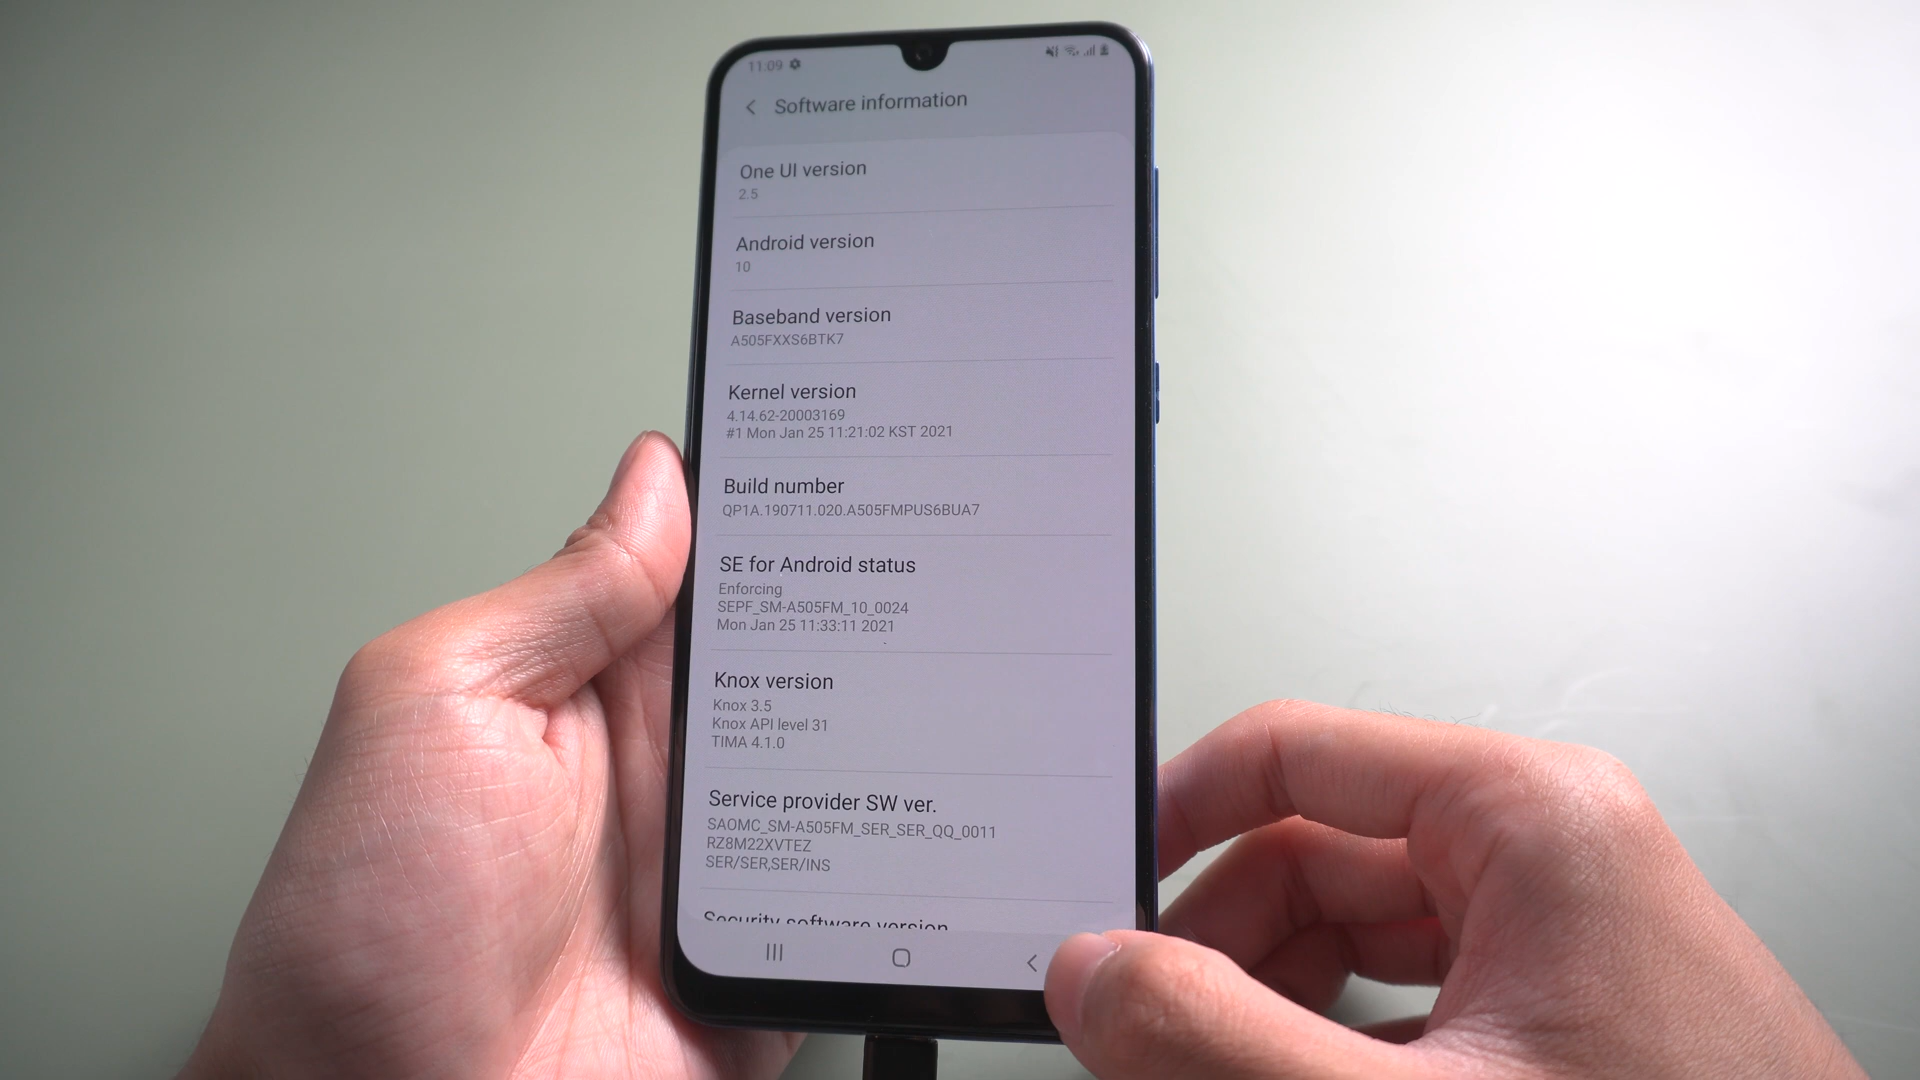 11:09
Software information
One UI version
2.5
Android version
10
Baseband version
A505FXXS6BTK7
Kernel version
4.14.62-20003169
#1 Mon Jan 25 11:21:02 KST 2021
Build number
QP1A.190711.020.A505FMPUS6BUA7
SE for Android status
Enforcing
SEPF_SM-A505FM_10_0024
Mon Jan 25 11:33:11 2021
Knox version
Knox 3.5
Knox API level 31
TIMA 4.1.0
Service provider SW ver.
SAOMC_SM-A505FM_SER_SER_QQ_0011
RZ8M22XVTEZ
SER/SER,SER/INS
Security software version